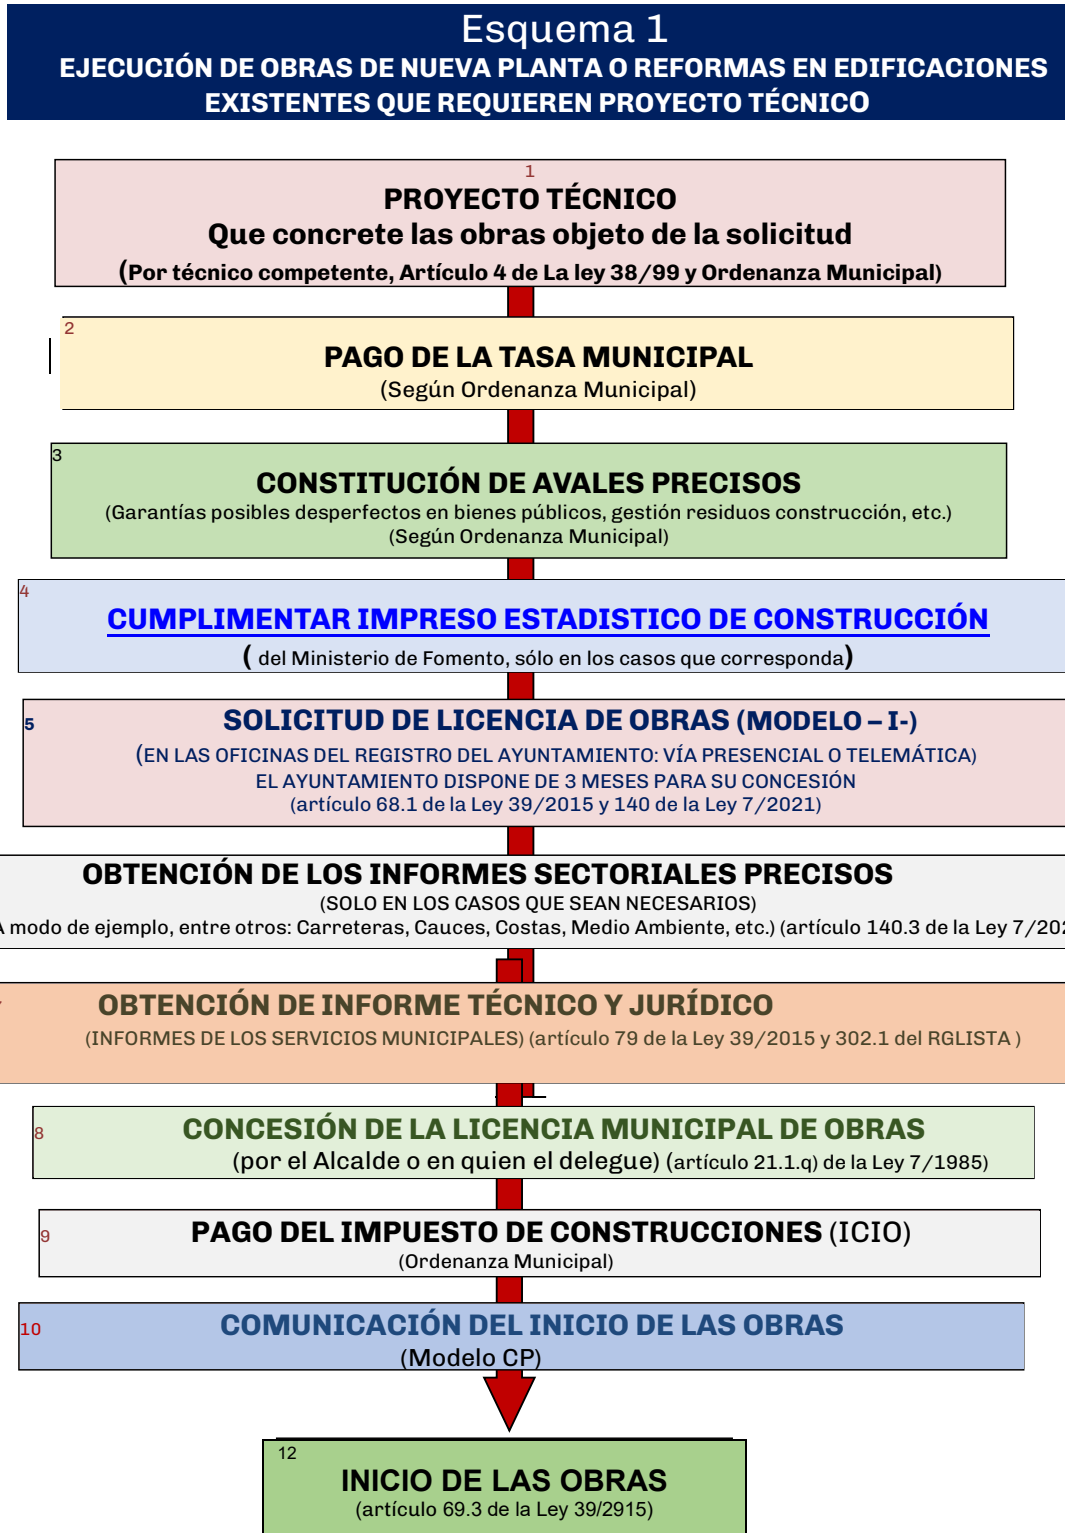 Esquema 1
EJECUCIÓN DE OBRAS DE NUEVA PLANTA O REFORMAS EN EDIFICACIONES
EXISTENTES QUE REQUIEREN PROYECTO TÉCNICO
1
PROYECTO TÉCNICO
Que concrete las obras objeto de la solicitud
(Por técnico competente, Artículo 4 de La ley 38/99 y Ordenanza Municipal)
2
PAGO DE LA TASA MUNICIPAL
(Según Ordenanza Municipal)
3
CONSTITUCIÓN DE AVALES PRECISOS
(Garantías posibles desperfectos en bienes públicos, gestión residuos construcción, etc.)
(Según Ordenanza Municipal)
4
CUMPLIMENTAR IMPRESO ESTADISTICO DE CONSTRUCCIÓN
( del Ministerio de Fomento, sólo en los casos que corresponda)
5
SOLICITUD DE LICENCIA DE OBRAS (MODELO – I-)
(EN LAS OFICINAS DEL REGISTRO DEL AYUNTAMIENTO: VÍA PRESENCIAL O TELEMÁTICA)
EL AYUNTAMIENTO DISPONE DE 3 MESES PARA SU CONCESIÓN
(artículo 68.1 de la Ley 39/2015 y 140 de la Ley 7/2021)
OBTENCIÓN DE LOS INFORMES SECTORIALES PRECISOS
(SOLO EN LOS CASOS QUE SEAN NECESARIOS)
A modo de ejemplo, entre otros: Carreteras, Cauces, Costas, Medio Ambiente, etc.) (artículo 140.3 de la Ley 7/202
OBTENCIÓN DE INFORME TÉCNICO Y JURÍDICO
(INFORMES DE LOS SERVICIOS MUNICIPALES) (artículo 79 de la Ley 39/2015 y 302.1 del RGLISTA )
8
CONCESIÓN DE LA LICENCIA MUNICIPAL DE OBRAS
(por el Alcalde o en quien el delegue) (artículo 21.1.q) de la Ley 7/1985)
9
PAGO DEL IMPUESTO DE CONSTRUCCIONES (ICIO)
(Ordenanza Municipal)
10
COMUNICACIÓN DEL INICIO DE LAS OBRAS
(Modelo CP)
12
INICIO DE LAS OBRAS
(artículo 69.3 de la Ley 39/2915)